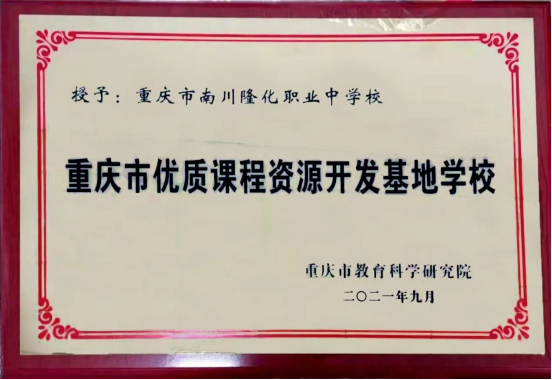 授予：重庆市南川隆化职业中学校
重庆市优质课程资源开发基地学校
重庆市教育科学研究院
二〇二一年九月